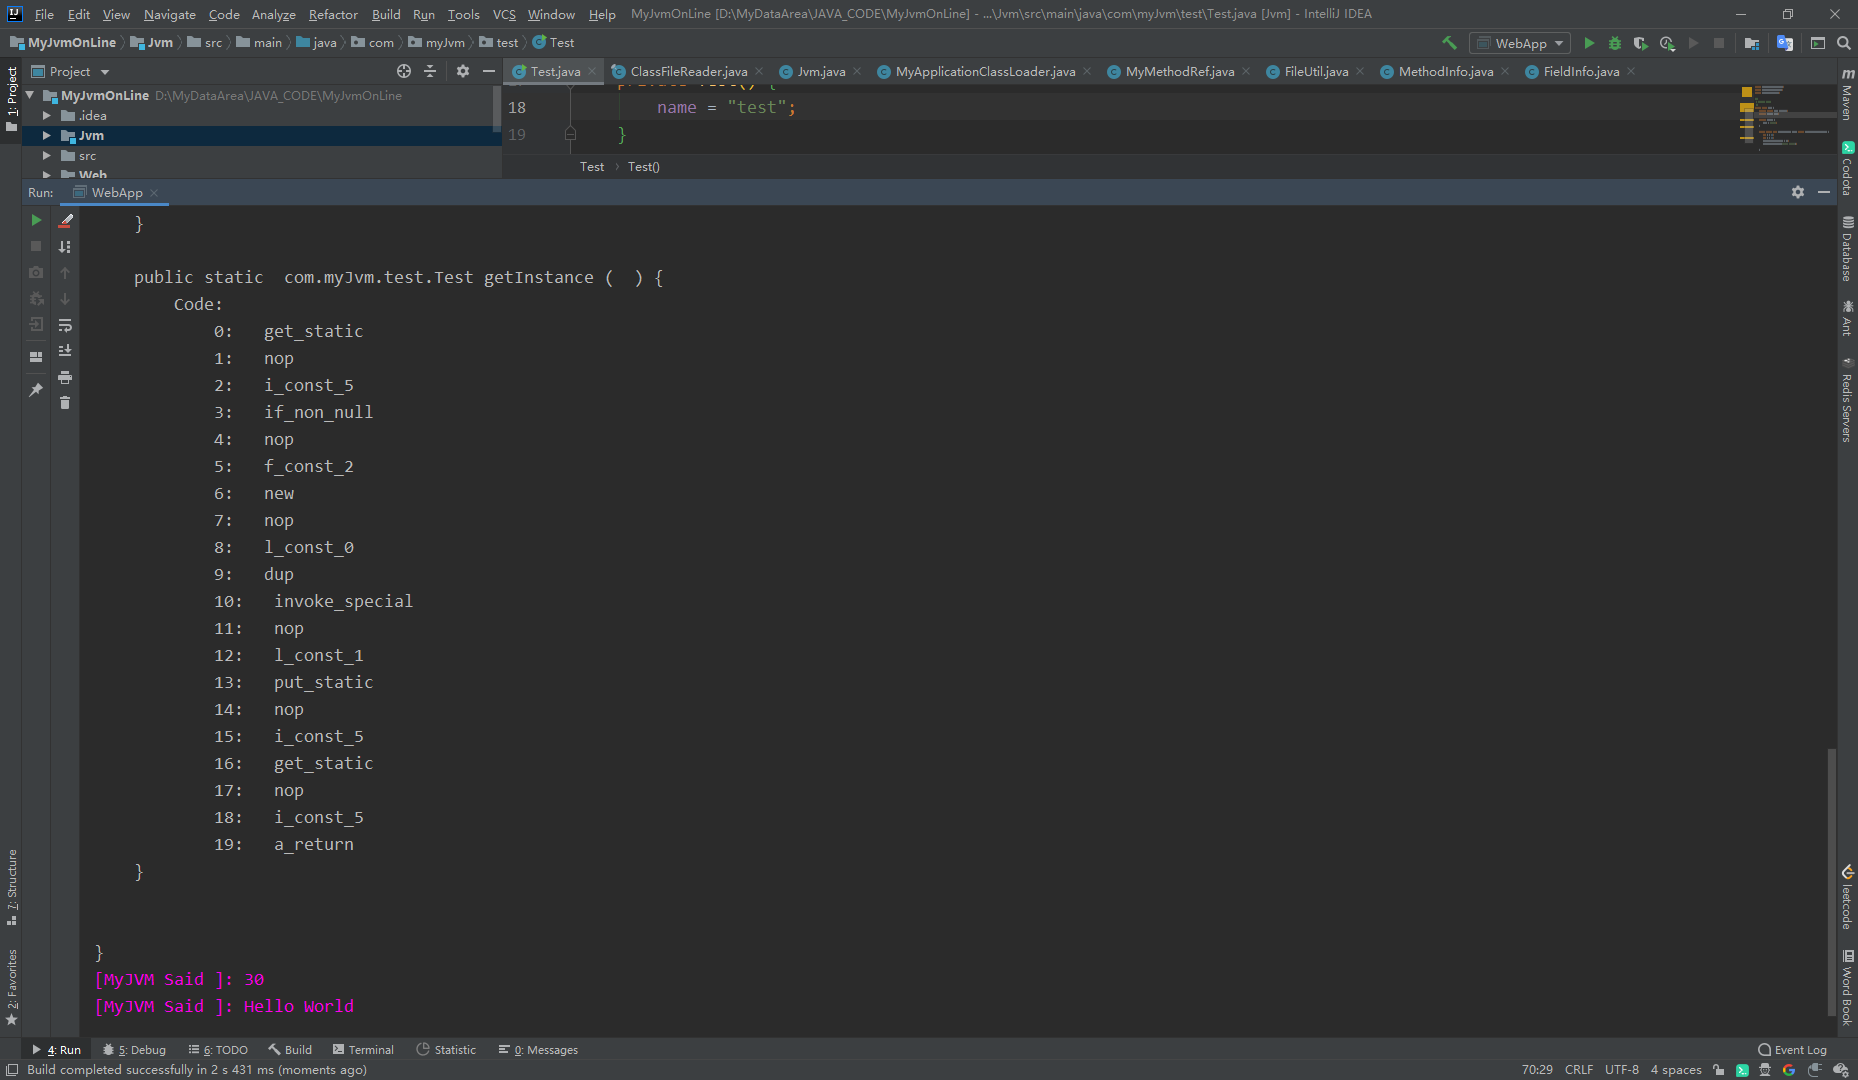 File Edit View Navigate Code Analyze Refactor Build Run Tools VCS Window Help MyJvmOnLine [D:\MyDataArea\JAVA_CODE\MyJvmOnLine] - ...\Jvm\src\main\java\com\myJvm\test\Test.java [Jvm] - IntelliJ IDEA
MyJvmOnLine Jvm src main java com myJvm test Test WebApp
Project Test.java ClassFileReader.java Jvm.java MyApplicationClassLoader.java MyMethodRef.java FileUtil.java MethodInfo.java FieldInfo.java
MyJvmOnLine D:\MyDataArea\JAVA_CODE\MyJvmOnLine
.idea
Jvm
src
Web
18 name = "test";
19 }
Test Test()
Run: WebApp
}
public static  com.myJvm.test.Test getInstance (  ) {
Code:
0: get_static
1: nop
2: i_const_5
3: if_non_null
4: nop
5: f_const_2
6: new
7: nop
8: l_const_0
9: dup
10: invoke_special
11: nop
12: l_const_1
13: put_static
14: nop
15: i_const_5
16: get_static
17: nop
18: i_const_5
19: a_return
}
}
[MyJVM Said ]: 30
[MyJVM Said ]: Hello World
1: Project
7: Structure
2: Favorites
Maven
Codota
Database
Ant
Redis Servers
leetcode
Word Book
4: Run 5: Debug 6: TODO Build Terminal Statistic 0: Messages Event Log
Build completed successfully in 2 s 431 ms (moments ago) 70:29 CRLF UTF-8 4 spaces